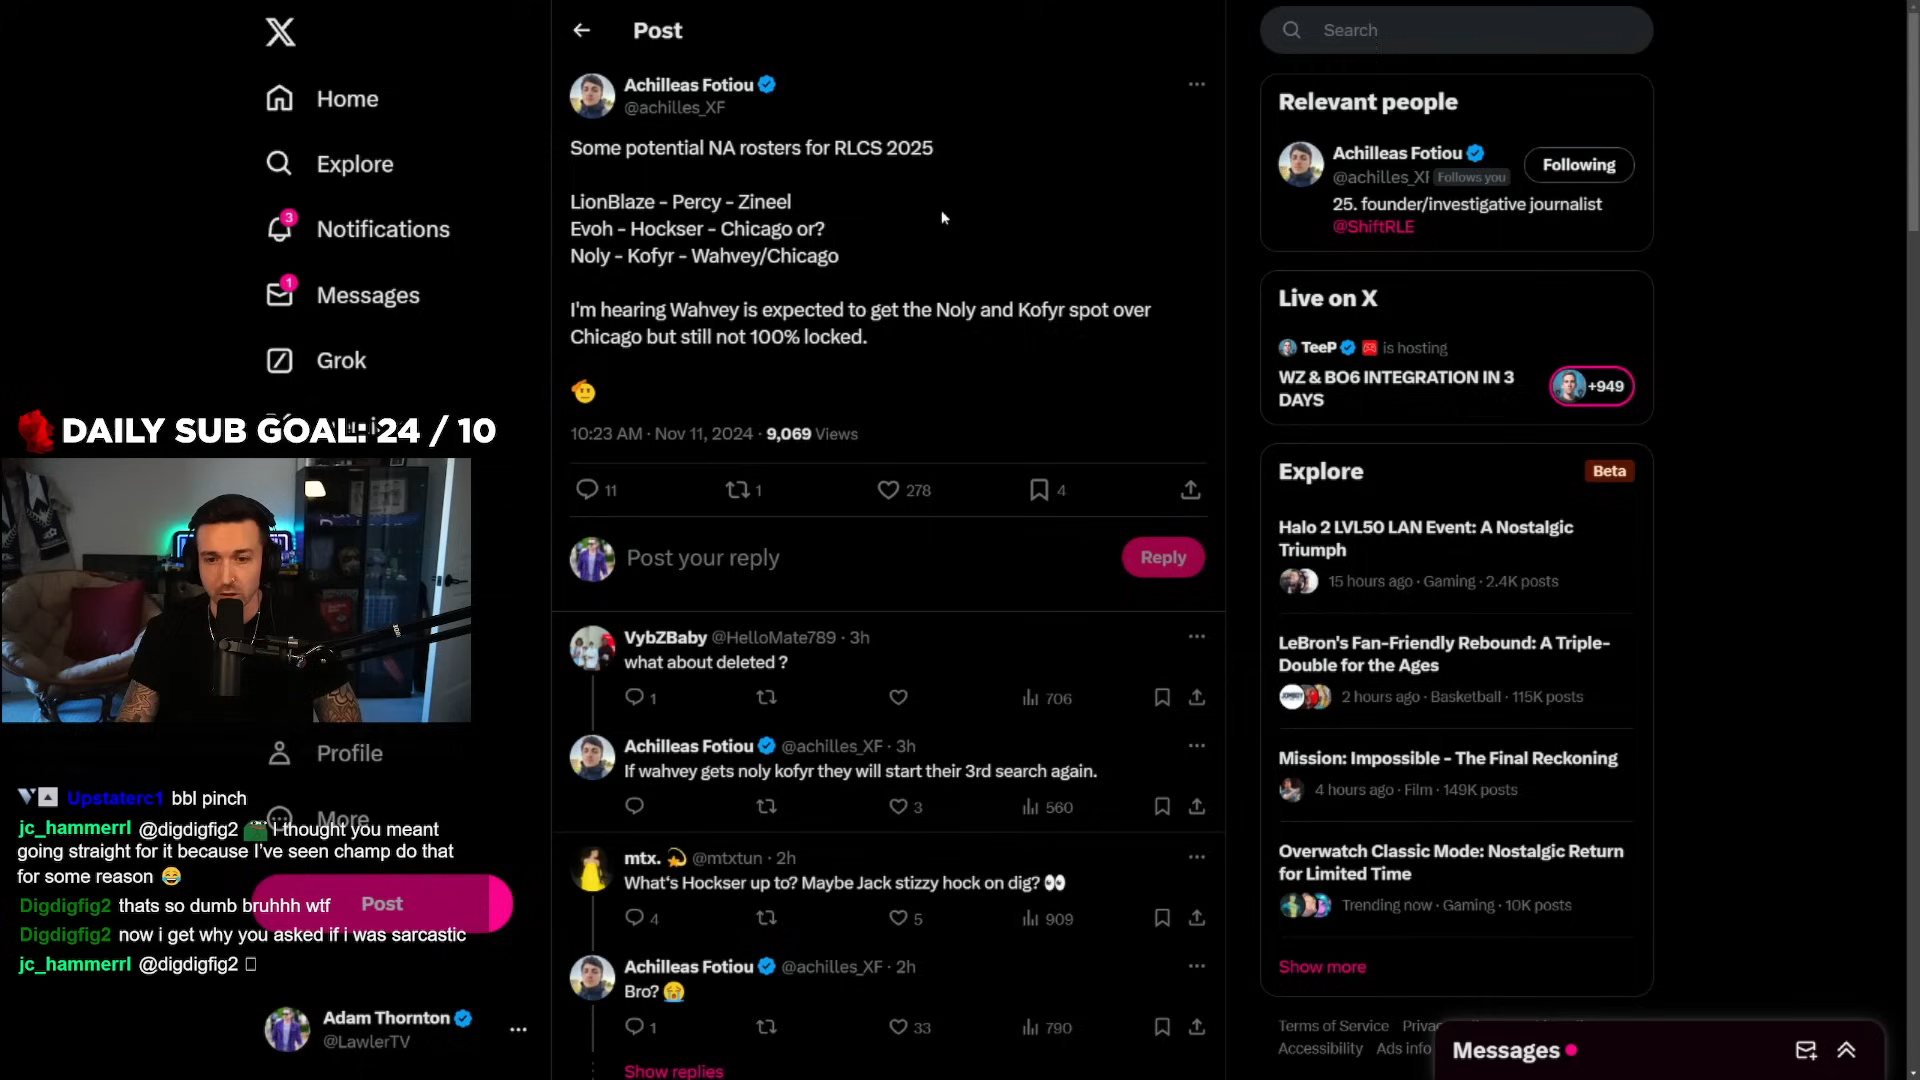 Home
Explore
3
Notifications
1
Messages
Grok
DAILY SUB GOAL: 24 / 10
Profile
More
Upstaterc1 bbl pinch
jc_hammerrl @digdigfig2 I thought you meant
going straight for it because I've seen champ do that
for some reason 😂
Digdigfig2 thats so dumb bruhhh wtf
Post
Digdigfig2 now i get why you asked if i was sarcastic
jc_hammerrl @digdigfig2
Adam Thornton
@LawlerTV
Post
Achilleas Fotiou
@achilles_XF
Some potential NA rosters for RLCS 2025
LionBlaze - Percy - Zineel
Evoh - Hockser - Chicago or?
Noly - Kofyr - Wahvey/Chicago
I'm hearing Wahvey is expected to get the Noly and Kofyr spot over
Chicago but still not 100% locked.
🫡
10:23 AM · Nov 11, 2024 · 9,069 Views
11
1
278
4
Post your reply
Reply
VybZBaby @HelloMate789 · 3h
what about deleted ?
1
706
Achilleas Fotiou @achilles_XF · 3h
If wahvey gets noly kofyr they will start their 3rd search again.
3
560
mtx. 💫 @mtxtun · 2h
What's Hockser up to? Maybe Jack stizzy hock on dig? 👀
4
5
909
Achilleas Fotiou @achilles_XF · 2h
Bro? 😭
1
33
790
Show replies
Search
Relevant people
Achilleas Fotiou
@achilles_XF Follows you
Following
25. founder/investigative journalist
@ShiftRLE
Live on X
TeeP is hosting
WZ & BO6 INTEGRATION IN 3
DAYS
+949
Explore
Beta
Halo 2 LVL50 LAN Event: A Nostalgic
Triumph
15 hours ago · Gaming · 2.4K posts
LeBron's Fan-Friendly Rebound: A Triple-
Double for the Ages
2 hours ago · Basketball · 115K posts
Mission: Impossible - The Final Reckoning
4 hours ago · Film · 149K posts
Overwatch Classic Mode: Nostalgic Return
for Limited Time
Trending now · Gaming · 10K posts
Show more
Terms of Service
Accessibility Ads info
Messages